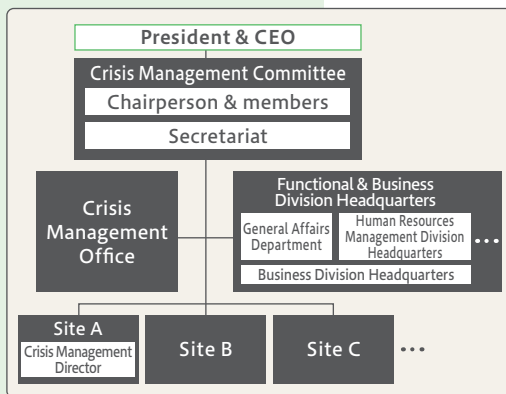 President & CEO
Crisis Management Committee
Chairperson & members
Secretariat
Crisis
Management
Office
Functional & Business
Division Headquarters
General Affairs
Department
Human Resources
Management Division
Headquarters
...
Business Division Headquarters
Site A
Crisis Management
Director
Site B
Site C
...